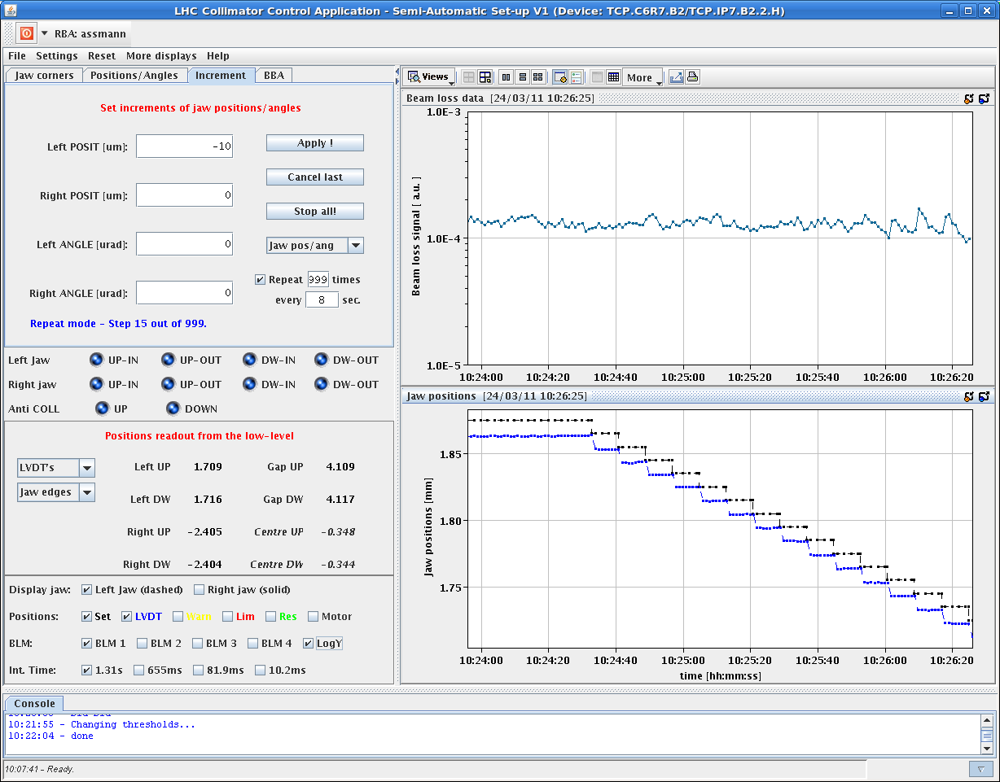 LHC Collimator Control Application - Semi-Automatic Set-up V1 (Device: TCP.C6R7.B2/TCP.IP7.B2.2.H)
RBA: assmann
File Settings Reset More displays Help
Jaw corners Positions/Angles Increment BBA
Set increments of jaw positions/angles
Left POSIT [um]: -10 Apply !
Cancel last
Right POSIT [um]: 0
Stop all!
Left ANGLE [urad]: 0 Jaw pos/ang
Repeat 999 times
Right ANGLE [urad]: 0 every 8 sec.
Repeat mode - Step 15 out of 999.
Left Jaw UP-IN UP-OUT DW-IN DW-OUT
Right jaw UP-IN UP-OUT DW-IN DW-OUT
Anti COLL UP DOWN
Positions readout from the low-level
LVDT's Left UP 1.709 Gap UP 4.109
Jaw edges Left DW 1.716 Gap DW 4.117
Right UP -2.405 Centre UP -0.348
Right DW -2.404 Centre DW -0.344
Display jaw: Left Jaw (dashed) Right jaw (solid)
Positions: Set LVDT Warn Lim Res Motor
BLM: BLM 1 BLM 2 BLM 3 BLM 4 LogY
Int. Time: 1.31s 655ms 81.9ms 10.2ms
Views More
Beam loss data [24/03/11 10:26:25]
1.0E-3
Beam loss signal [ a.u. ]
1.0E-4
1.0E-5
10:24:00 10:24:20 10:24:40 10:25:00 10:25:20 10:25:40 10:26:00 10:26:20
Jaw positions [24/03/11 10:26:25]
1.85
Jaw positions [mm]
1.80
1.75
10:24:00 10:24:20 10:24:40 10:25:00 10:25:20 10:25:40 10:26:00 10:26:20
time [hh:mm:ss]
Console
10:21:55 - Changing thresholds...
10:22:04 - done
10:07:41 - Ready.